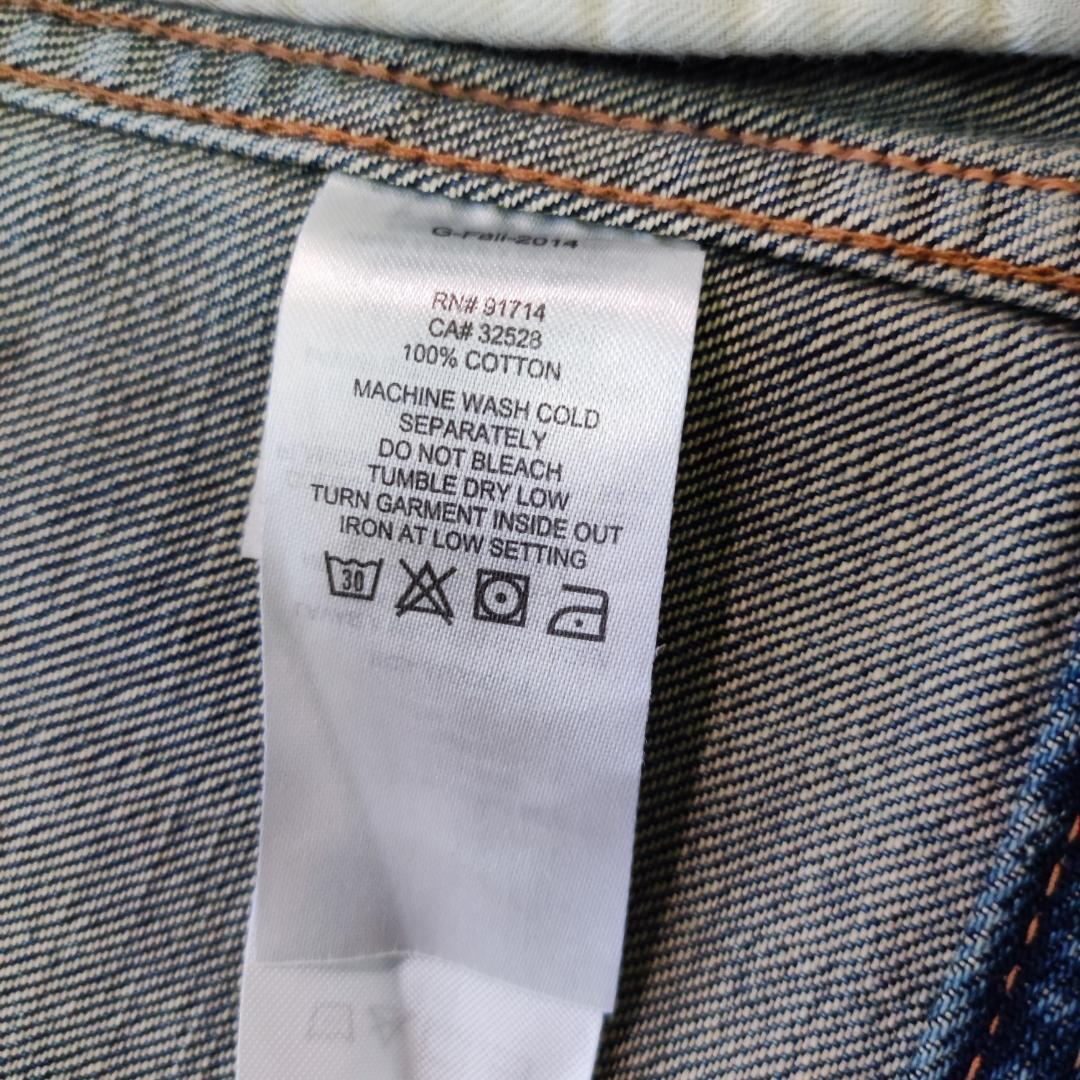 G-Fall-2014
RN# 91714
CA# 32528
100% COTTON
MACHINE WASH COLD
SEPARATELY
DO NOT BLEACH
TUMBLE DRY LOW
TURN GARMENT INSIDE OUT
IRON AT LOW SETTING
30